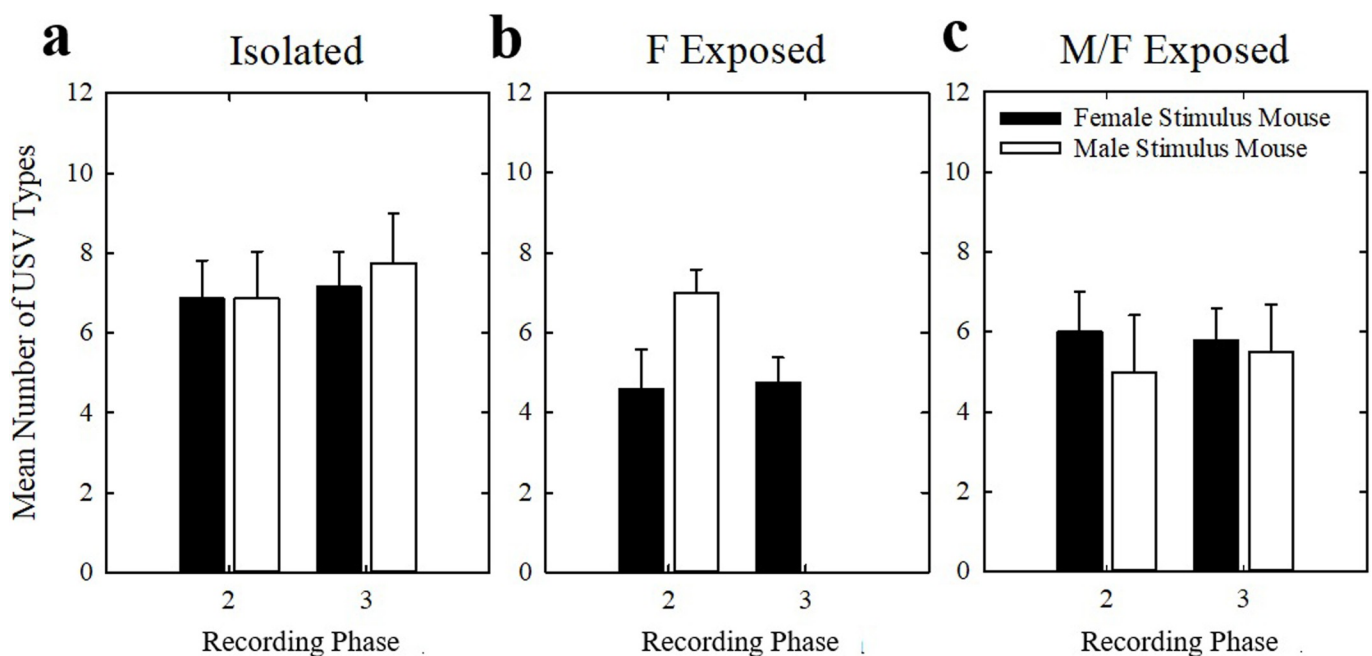 a
Isolated
b
F Exposed
c
M/F Exposed
Mean Number of USV Types
12
10
8
6
4
2
0
2
3
Recording Phase
12
10
8
6
4
2
0
2
3
Recording Phase
12
10
8
6
4
2
0
2
3
Recording Phase
Female Stimulus Mouse
Male Stimulus Mouse